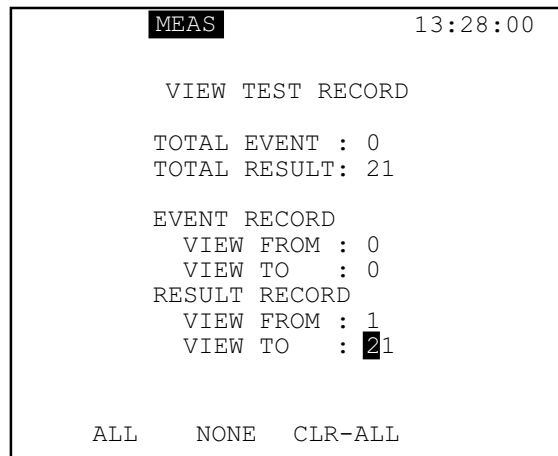 MEAS 13:28:00
VIEW TEST RECORD
TOTAL EVENT : 0
TOTAL RESULT: 21
EVENT RECORD
VIEW FROM : 0
VIEW TO : 0
RESULT RECORD
VIEW FROM : 1
VIEW TO : 21
ALL NONE CLR-ALL